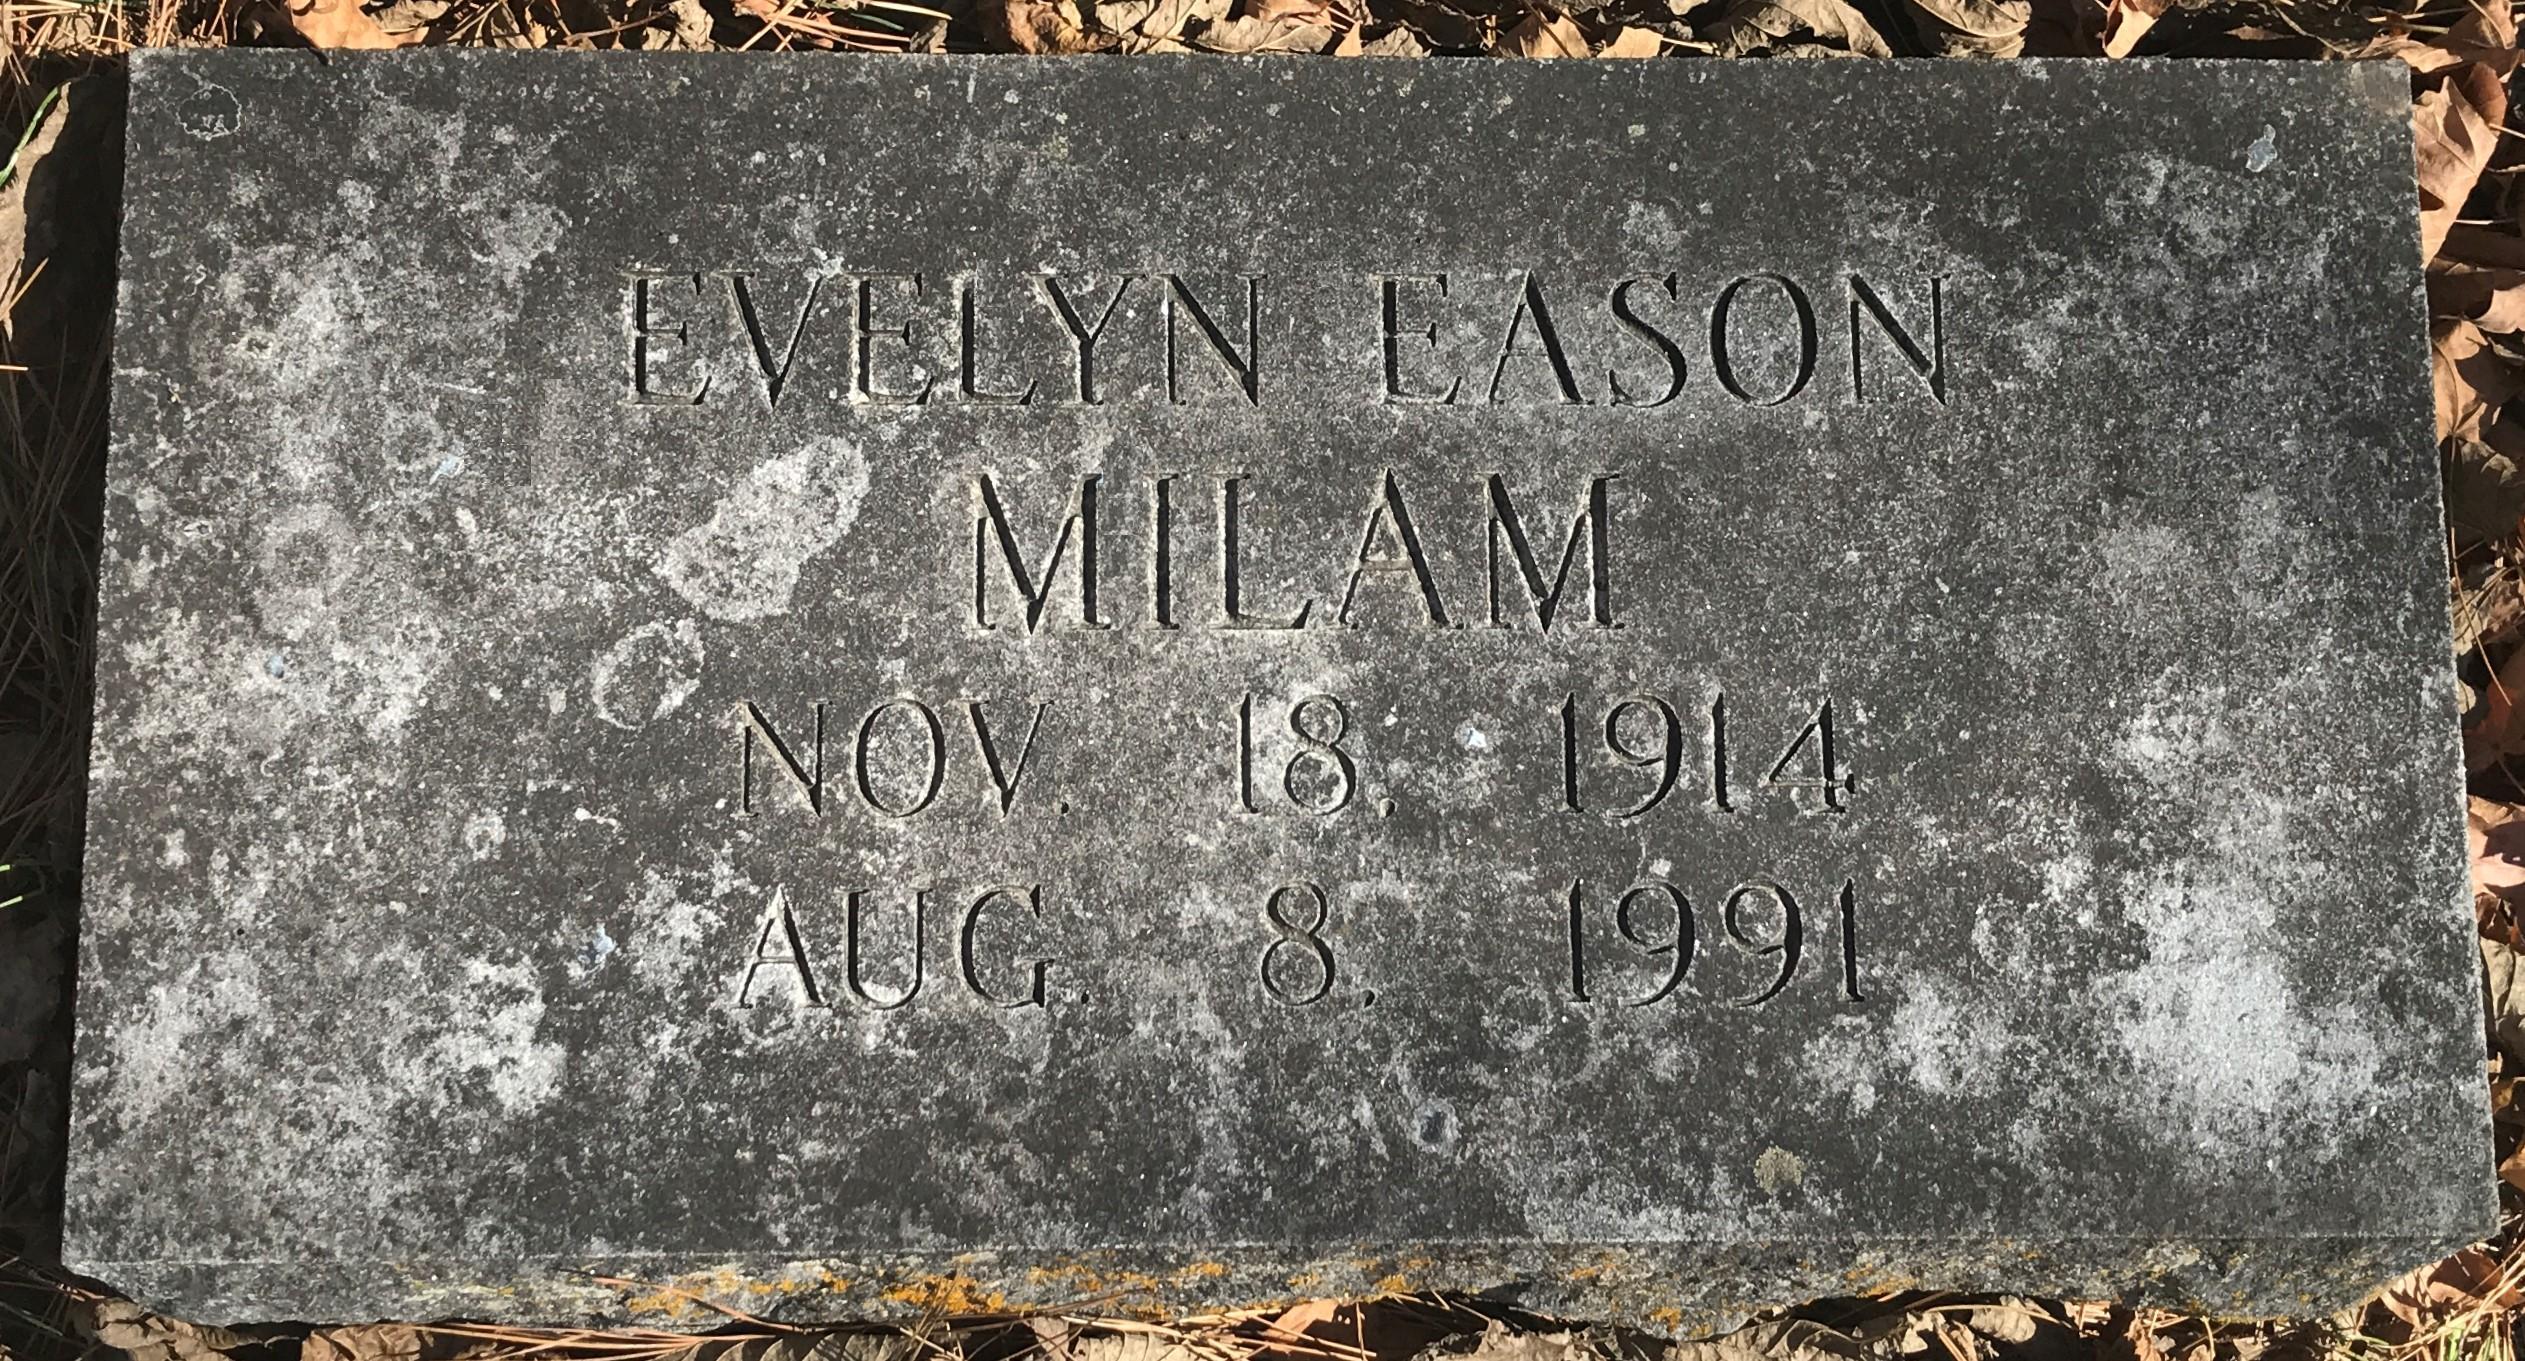 EVELYN EASON
MILAM
NOV. 18. 1914
AUG. 8, 1991